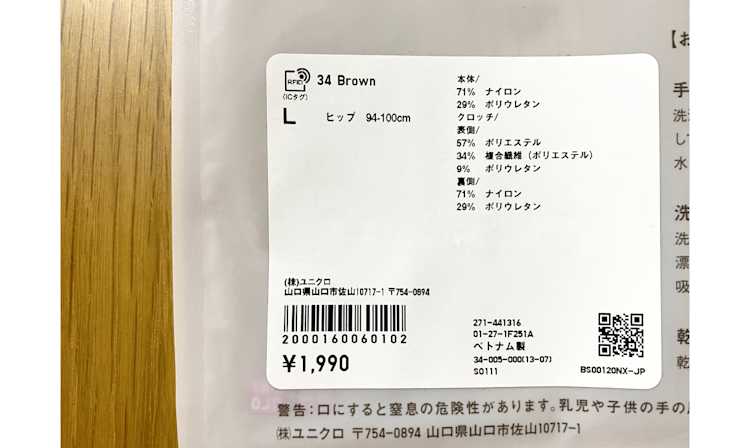 RFID
(ICタグ)
34 Brown
L ヒップ 94-100cm
本体/
71% ナイロン
29% ポリウレタン
クロッチ/
表側/
57% ポリエステル
34% 複合繊維 (ポリエステル)
9% ポリウレタン
裏側/
71% ナイロン
29% ポリウレタン
(株)ユニクロ
山口県山口市佐山10717-1 〒754-0894
2000160060102
¥1,990
271-441316
01-27-1F251A
ベトナム製
34-005-000(13-07)
S0111
BS00120NX-JP
【お
手
洗
して
水
洗
洗
漂
吸
乾
乾
警告:口にすると窒息の危険性があります。乳児や子供の手の
(株)ユニクロ 〒754-0894 山口県山口市佐山10717-1